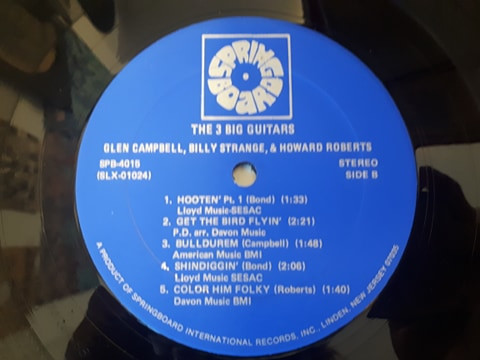 SPRING
BOARD
THE 3 BIG GUITARS
GLEN CAMPBELL, BILLY STRANGE, & HOWARD ROBERTS
SPB-4015
STEREO
(SLX-01024)
SIDE B
1. HOOTEN' Pt. 1 (Bond) (1:33)
Lloyd Music-SESAC
2. GET THE BIRD FLYIN' (2:21)
P.D. arr. Davon Music
3. BULLDUREM (Campbell) (1:48)
American Music BMI
4. SHINDIGGIN' (Bond) (2:06)
Lloyd Music SESAC
5. COLOR HIM FOLKY (Roberts) (1:40)
Davon Music BMI
A PRODUCT OF SPRINGBOARD INTERNATIONAL RECORDS, INC., LINDEN, NEW JERSEY 07035